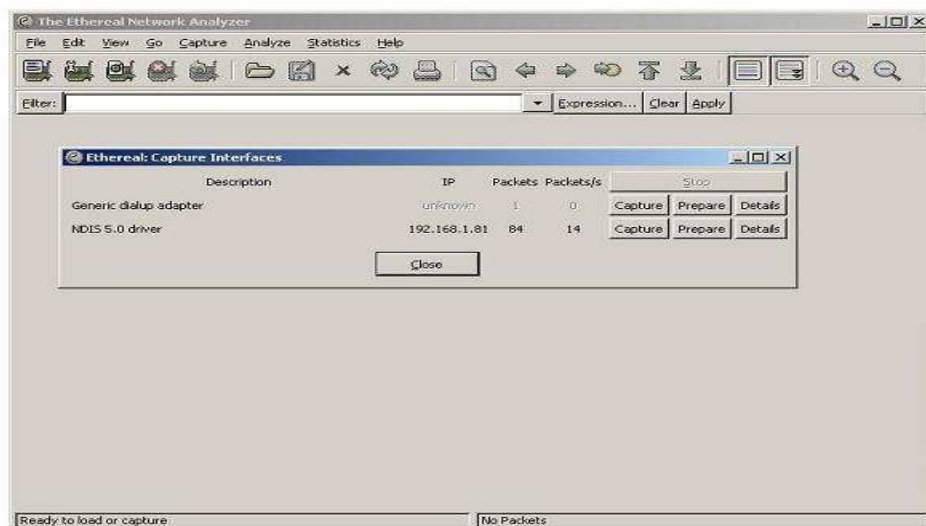 The Ethereal Network Analyzer
File Edit View Go Capture Analyze Statistics Help
Filter: Expression... Clear Apply
Ethereal: Capture Interfaces
Description IP Packets Packets/s Stop
Generic dialup adapter unknown 1 0 Capture Prepare Details
NDIS 5.0 driver 192.168.1.81 84 14 Capture Prepare Details
Close
Ready to load or capture No Packets